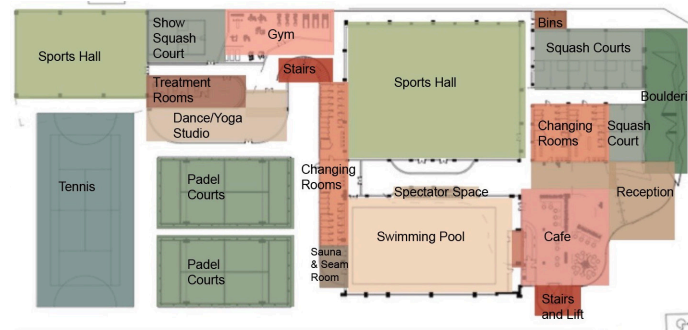 Show
Squash
Court
Gym
Bins
Sports Hall
Squash Courts
Stairs
Sports Hall
Treatment
Rooms
Boulderi
Dance/Yoga
Studio
Changing
Rooms
Squash
Court
Tennis
Padel
Courts
Changing
Rooms
Spectator Space
Reception
Swimming Pool
Cafe
Sauna
& Seam
Room
Padel
Courts
Stairs
and Lift